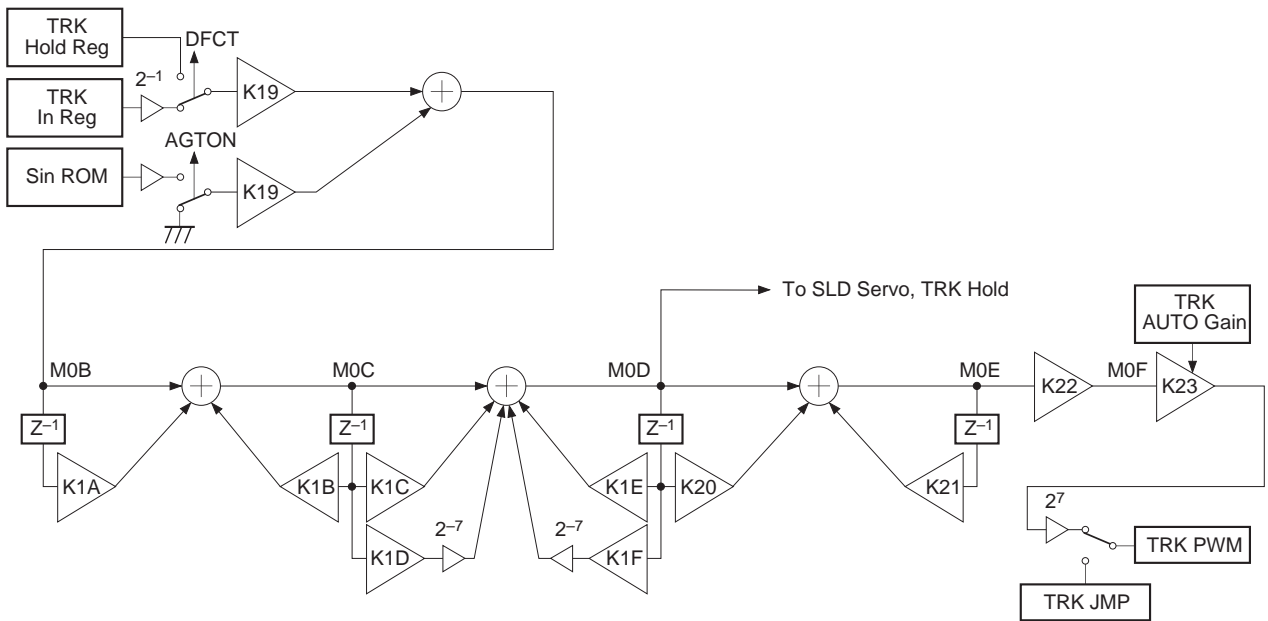 TRK
Hold Reg
DFCT
2–1
K19
TRK
In Reg
AGTON
Sin ROM
K19
To SLD Servo, TRK Hold
TRK
AUTO Gain
M0B
M0C
M0D
M0E
K22
M0F
K23
Z–1
Z–1
Z–1
Z–1
K1A
K1B
K1C
K1E
K20
K21
2–7
2–7
K1D
K1F
27
TRK PWM
TRK JMP